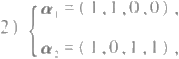 2) { α₁ = ( 1 , 1 , 0 , 0 ) ,
α₂ = ( 1 , 0 , 1 , 1 ) ,